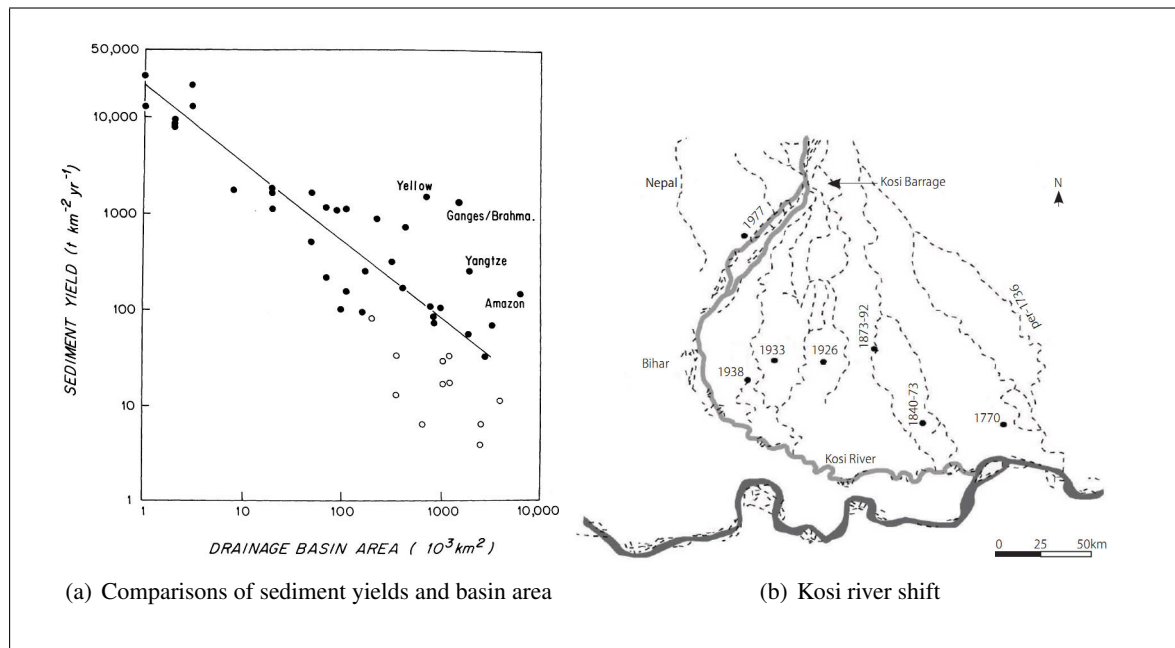 50,000
10,000
1000
100
10
1
SEDIMENT YIELD (t km-2 yr-1)
Yellow
Ganges/Brahma.
Yangtze
Amazon
1 10 100 1000 10,000
DRAINAGE BASIN AREA ( 10³km²)
(a) Comparisons of sediment yields and basin area
Nepal
Kosi Barrage
N
1977
per-1736
1873-92
1933
1926
1938
Bihar
1840-73
1770
Kosi River
0 25 50km
(b) Kosi river shift